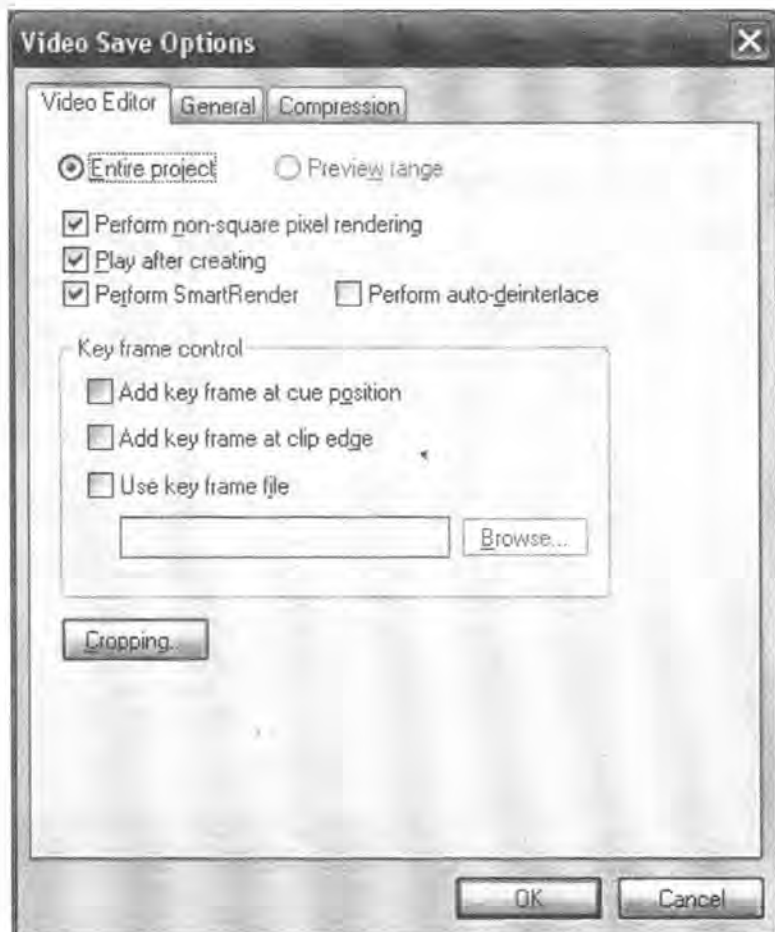 Video Save Options
Video Editor General Compression
Entire project Preview range
Perform non-square pixel rendering
Play after creating
Perform SmartRender Perform auto-deinterlace
Key frame control
Add key frame at cue position
Add key frame at clip edge
Use key frame file
Browse...
Cropping...
OK Cancel